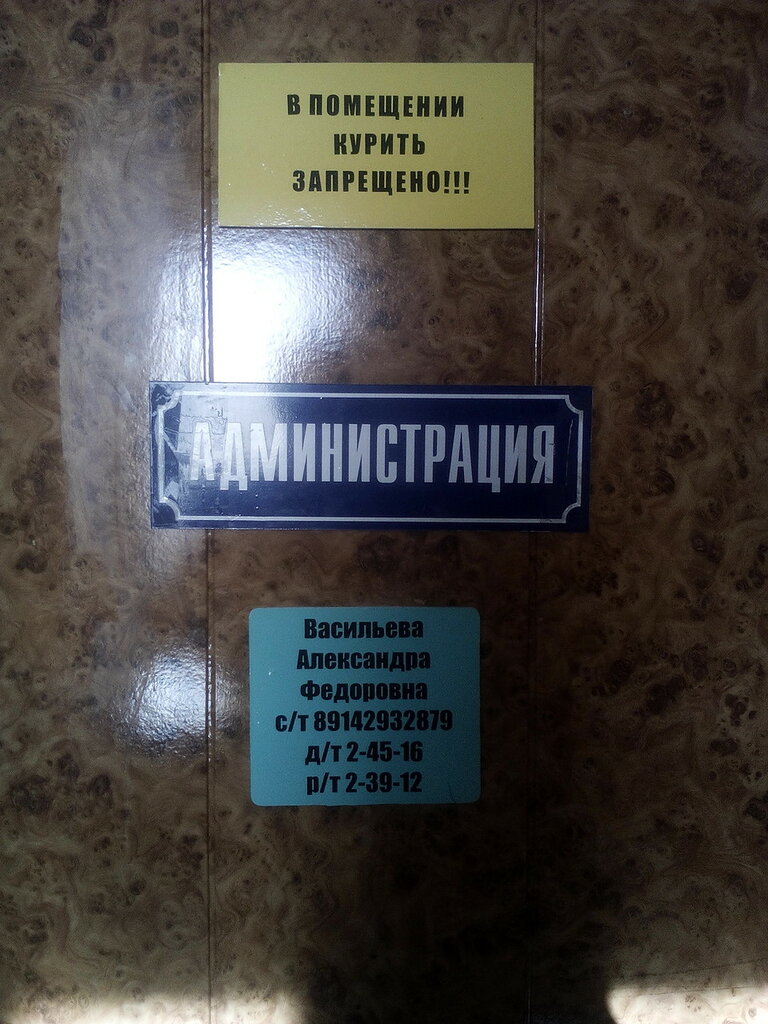 В ПОМЕЩЕНИИ
КУРИТЬ
ЗАПРЕЩЕНО!!!
АДМИНИСТРАЦИЯ
Васильева
Александра
Федоровна
с/т 89142932879
д/т 2-45-16
р/т 2-39-12